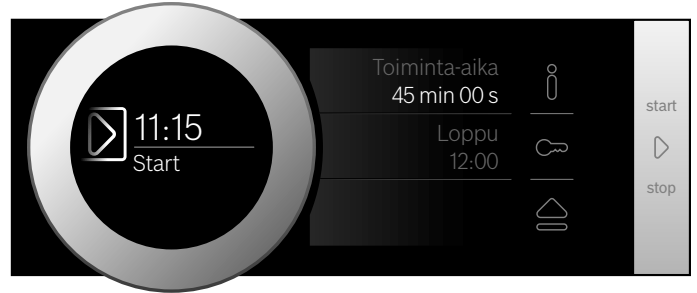 11:15
Start
Toiminta-aika
45 min 00 s
Loppu
12:00
start
stop